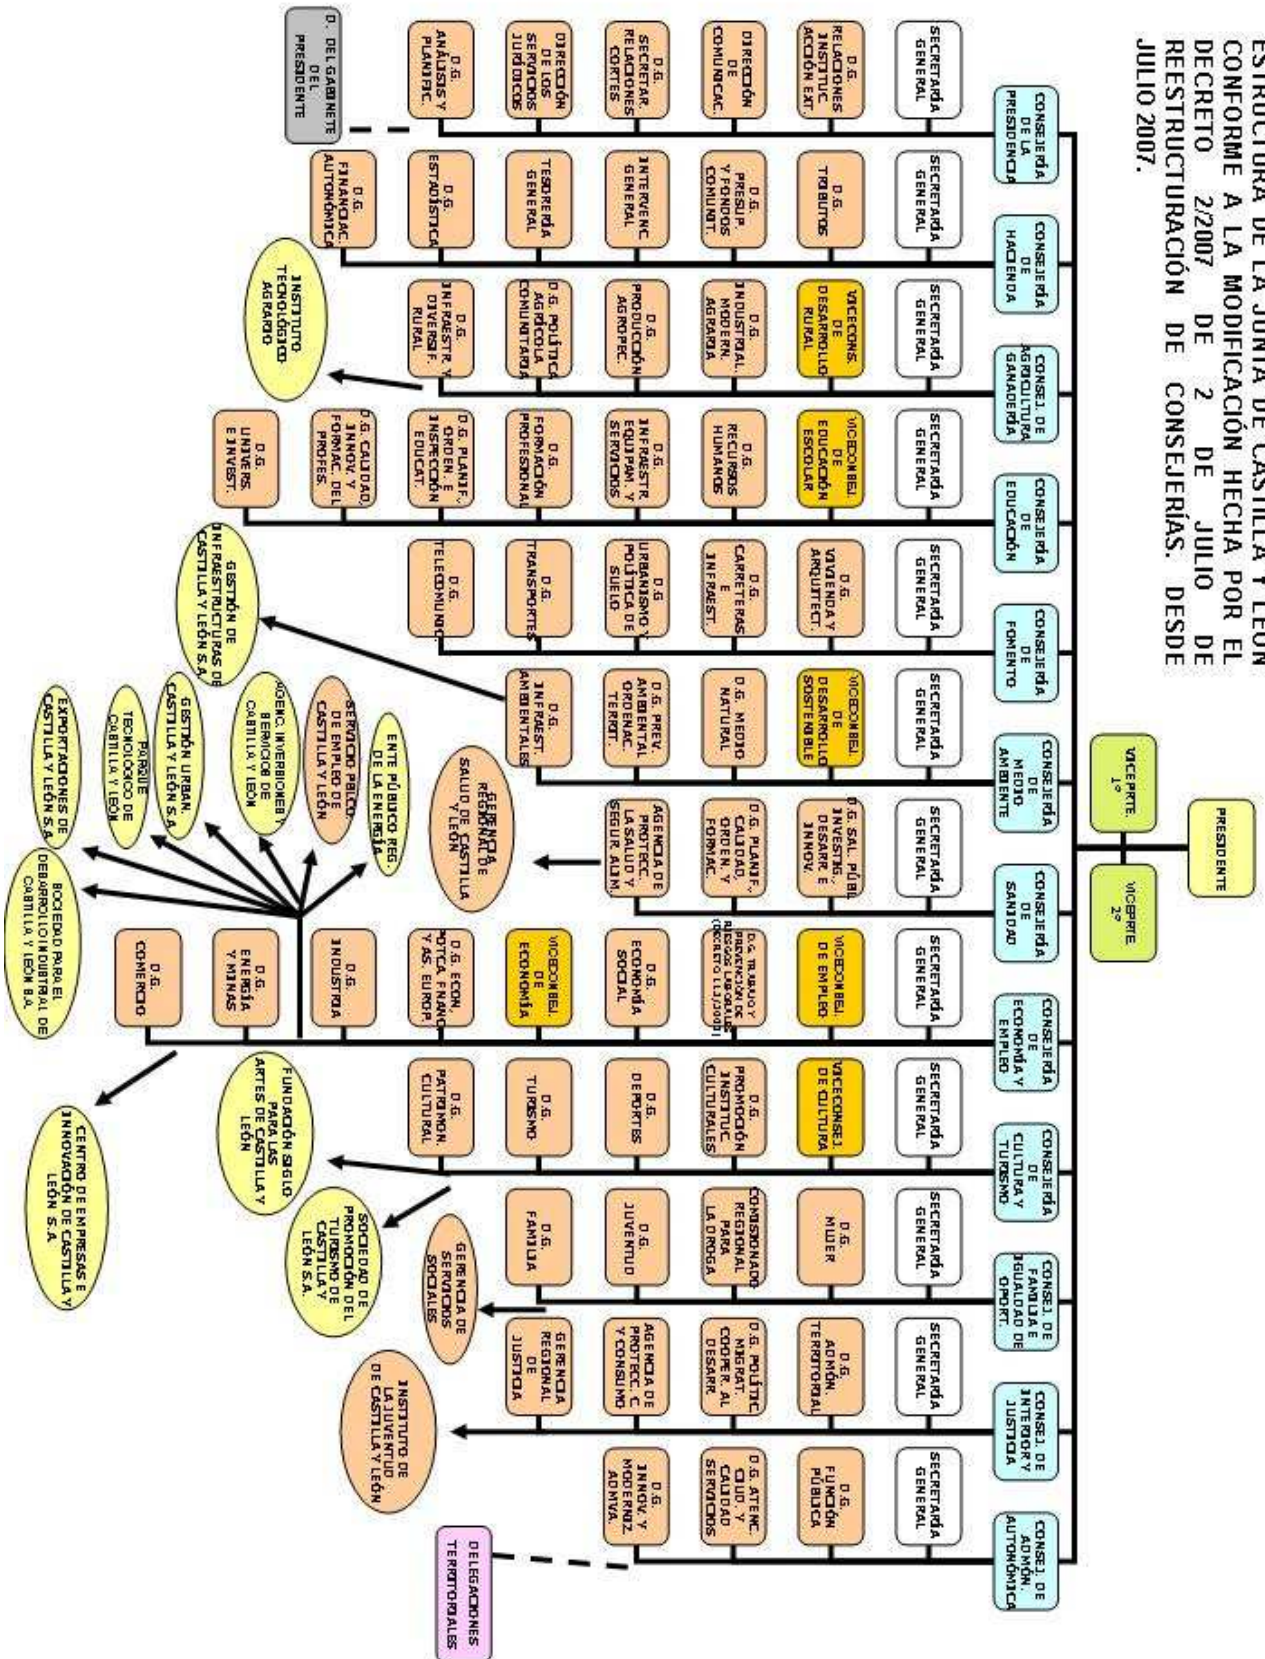 ESTRUCTURA DE LA JUNTA DE CASTILLA Y LEÓN
CONFORME A LA MODIFICACIÓN HECHA POR EL
DECRETO 2/2007 DE 2 DE JULIO DE
REESTRUCTURACIÓN DE CONSEJERÍAS. DESDE
JULIO 2007.
PRESIDENTE
VICEPRTE.
1º
VICEPRTE.
2º
CONSEJERÍA
DE LA
PRESIDENCIA
SECRETARÍA
GENERAL
D.G.
RELACIONES
INSTITUC.
ACCIÓN EXT.
DIRECCIÓN
DE
COMUNICAC.
D.G.
SECRETAR.
RELACIONES
CORTES
DIRECCIÓN
DE LOS
SERVICIOS
JURÍDICOS
D.G.
ANÁLISIS Y
PLANIFIC.
D. DEL GABINETE
DEL
PRESIDENTE
CONSEJERÍA
DE
HACIENDA
SECRETARÍA
GENERAL
D.G.
TRIBUTOS
D.G.
PRESUP.
Y FONDOS
COMUNIT.
INTERVENC.
GENERAL
TESORERÍA
GENERAL
D.G.
ESTADÍSTICA
D.G.
FINANCIAC.
AUTONÓMICA
CONSEJ. DE
AGRICULTURA
GANADERÍA
SECRETARÍA
GENERAL
VICECONS.
DE
DESARROLLO
RURAL
D.G.
INDUSTRIAL.
MODERN.
AGRARIA
D.G.
PRODUCCIÓN
AGROPEC.
D.G. POLÍTICA
AGRÍCOLA
COMUNITARIA
D.G.
INFRAESTR. Y
DIVERSIF.
RURAL
INSTITUTO
TECNOLÓGICO
AGRARIO
CONSEJERÍA
DE
EDUCACIÓN
SECRETARÍA
GENERAL
VICECONSEJ.
DE
EDUCACIÓN
ESCOLAR
D.G.
RECURSOS
HUMANOS
D.G.
INFRAESTR.
EQUIPAM. Y
SERVICIOS
D.G.
FORMACIÓN
PROFESIONAL
D.G. PLANIF.,
ORDEN. E
INSPECCIÓN
EDUCAT.
D.G. CALIDAD,
INNOV. Y
FORMAC. DEL
PROFES.
D.G.
UNIVERS.
E INVEST.
CONSEJERÍA
DE
FOMENTO
SECRETARÍA
GENERAL
D.G.
VIVIENDA Y
ARQUITECT.
D.G.
CARRETERAS
E
INFRAEST.
D.G.
URBANISMO Y
POLÍTICA DE
SUELO
D.G.
TRANSPORTES
D.G.
TELECOMUNIC.
CONSEJERÍA
DE
MEDIO
AMBIENTE
SECRETARÍA
GENERAL
VICECONSEJ.
DE
DESARROLLO
SOSTENIBLE
D.G. MEDIO
NATURAL
D.G. PREV.
AMBIENTAL
ORDENAC.
TERRIT.
D.G.
INFRAEST.
AMBIENTALES
GESTIÓN DE
INFRAESTRUCTURAS DE
CASTILLA Y LEÓN S.A.
CONSEJERÍA
DE
SANIDAD
SECRETARÍA
GENERAL
D.G. SAL. PÚBL.
INVESTIG.,
DESARR. E
INNOV.
D.G. PLANIF.,
CALIDAD,
ORDEN. Y
FORMAC.
AGENCIA DE
PROTEC.
LA SALUD Y
SEGUR. ALIM
GERENCIA
REGIONAL DE
SALUD DE CASTILLA
Y LEÓN
CONSEJERÍA
DE
ECONOMÍA Y
EMPLEO
SECRETARÍA
GENERAL
VICECONSEJ.
DE EMPLEO
D.G. TRABAJO Y
PREVENCIÓN DE
RIESGOS LABORALES
D.G.
ECONOMÍA
SOCIAL
VICECONSEJ.
DE
ECONOMÍA
D.G. ECON,
POTCA FNANC
Y AS. EUROP.
D.G.
INDUSTRIA
D.G.
ENERGÍA
Y MINAS
D.G.
COMERCIO
ENTE PÚBLICO REG
DE LA ENERGÍA
SERVICIO PBLCO.
DE EMPLEO DE
CASTILLA Y LEÓN
AGENC. INVERSIONES Y
SERVICIOS DE
CASTILLA Y LEÓN
GESTIÓN URBAN.
CASTILLA Y LEÓN S.A
PARQUE
TECNOLÓGICO DE
CASTILLA Y LEÓN
EXPORTACIONES DE
CASTILLA Y LEÓN S.A.
SOCIEDAD PARA EL
DESARROLLO INDUSTRIAL DE
CASTILLA Y LEÓN S.A.
CENTRO DE EMPRESAS E
INNOVACIÓN DE CASTILLA Y
LEÓN S.A.
CONSEJERÍA
DE
CULTURA Y
TURISMO
SECRETARÍA
GENERAL
VICECONSEJ.
DE CULTURA
D.G.
PROMOCIÓN
INSTITUC.
CULTURALES
D.G.
DEPORTES
D.G.
TURISMO
D.G.
PATRIMON.
CULTURAL
FUNDACIÓN SIGLO
PARA LAS
ARTES DE CASTILLA Y
LEÓN
SOCIEDAD DE
PROMOCIÓN DEL
TURISMO DE
CASTILLA Y
LEÓN S.A.
CONSEJ. DE
FAMILIA E
IGUALDAD DE
OPORT.
SECRETARÍA
GENERAL
D.G.
MUJER
COMISIONADO
REGIONAL
PARA
LA DROGA
D.G.
JUVENTUD
D.G.
FAMILIA
GERENCIA DE
SERVICIOS
SOCIALES
CONSEJ. DE
INTERIOR Y
JUSTICIA
SECRETARÍA
GENERAL
D.G.
ADMÓN.
TERRITORIAL
D.G. POLÍTIC.
MIGRAT.
COOPER. AL
DESARR.
AGENCIA DE
PROTECC. C
Y CONSUMO
GERENCIA
REGIONAL
DE
JUSTICIA
INSTITUTO DE
LA JUVENTUD
DE CASTILLA Y LEÓN
CONSEJ. DE
ADMÓN.
AUTONÓMICA
SECRETARÍA
GENERAL
D.G.
FUNCIÓN
PÚBLICA
D.G. ATENC.
CIUD. Y
CALIDAD
SERVICIOS
D.G.
INNOV. Y
MODERNIZ.
ADMVA.
DELEGACIONES
TERRITORIALES